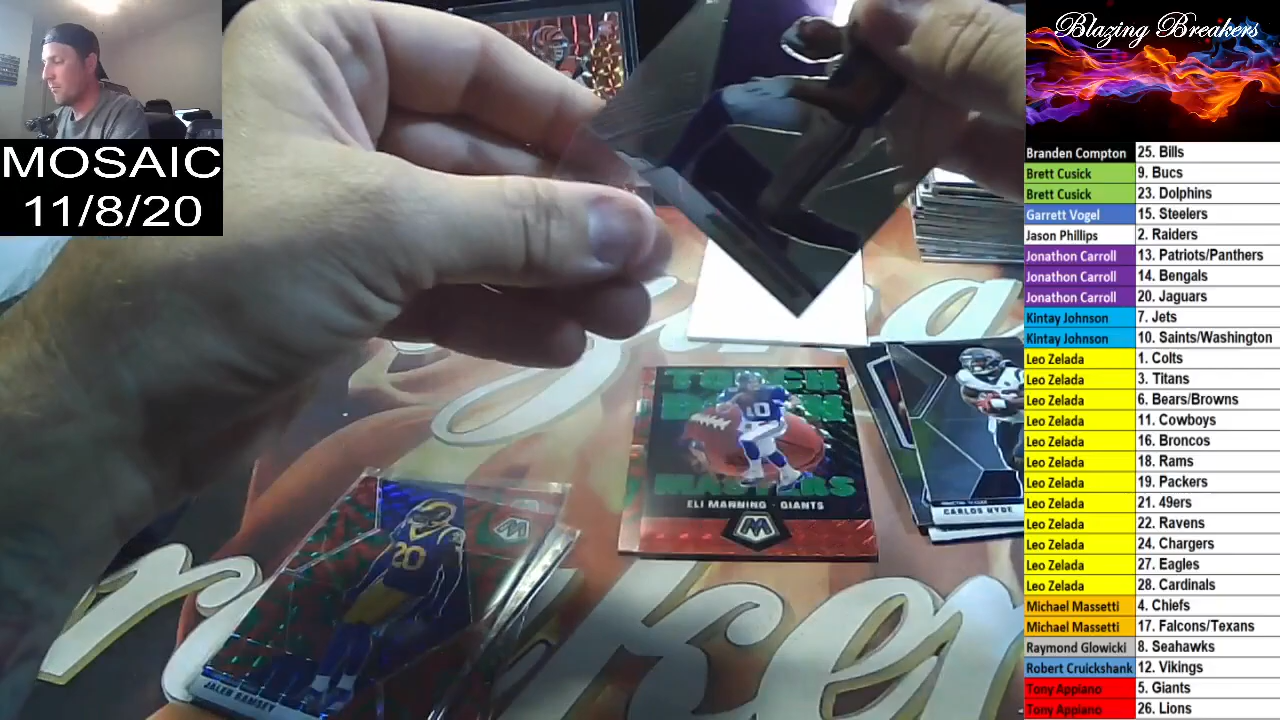 MOSAIC
11/8/20
Blazing Breakers
Branden Compton 25. Bills
Brett Cusick 9. Bucs
Brett Cusick 23. Dolphins
Garrett Vogel 15. Steelers
Jason Phillips 2. Raiders
Jonathon Carroll 13. Patriots/Panthers
Jonathon Carroll 14. Bengals
Jonathon Carroll 20. Jaguars
Kintay Johnson 7. Jets
Kintay Johnson 10. Saints/Washington
Leo Zelada 1. Colts
Leo Zelada 3. Titans
Leo Zelada 6. Bears/Browns
Leo Zelada 11. Cowboys
Leo Zelada 16. Broncos
Leo Zelada 18. Rams
Leo Zelada 19. Packers
Leo Zelada 21. 49ers
Leo Zelada 22. Ravens
Leo Zelada 24. Chargers
Leo Zelada 27. Eagles
Leo Zelada 28. Cardinals
Michael Massetti 4. Chiefs
Michael Massetti 17. Falcons/Texans
Raymond Glowicki 8. Seahawks
Robert Cruickshank 12. Vikings
Tony Appiano 5. Giants
Tony Appiano 26. Lions
TOUCH
DOWN
10
MASTERS
ELI MANNING · GIANTS
M
CARLOS HYDE
M
20
JALEN RAMSEY